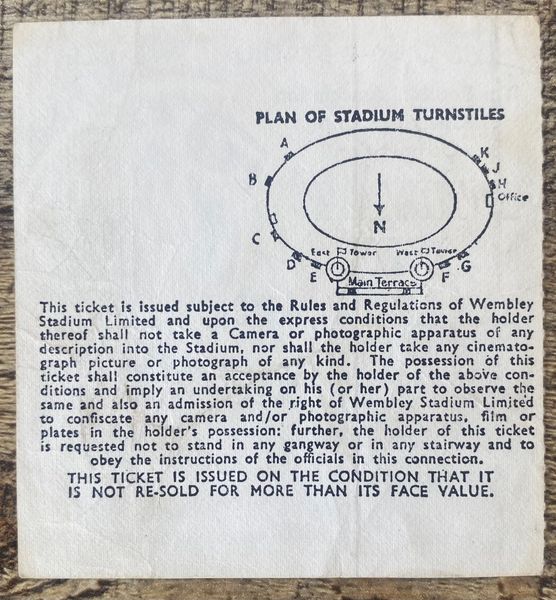 PLAN OF STADIUM TURNSTILES
A
K
J
B
H
Office
N
C
East Tower
West Tower
D
G
E
F
Main Terrace
This ticket is issued subject to the Rules and Regulations of Wembley
Stadium Limited and upon the express conditions that the holder
thereof shall not take a Camera or photographic apparatus of any
description into the Stadium, nor shall the holder take any cinemato-
graph picture or photograph of any kind. The possession of this
ticket shall constitute an acceptance by the holder of the above con-
ditions and imply an undertaking on his (or her) part to observe the
same and also an admission of the right of Wembley Stadium Limited
to confiscate any camera and/or photographic apparatus, film or
plates in the holder's possession: further, the holder of this ticket
is requested not to stand in any gangway or in any stairway and to
obey the instructions of the officials in this connection.
THIS TICKET IS ISSUED ON THE CONDITION THAT IT
IS NOT RE-SOLD FOR MORE THAN ITS FACE VALUE.